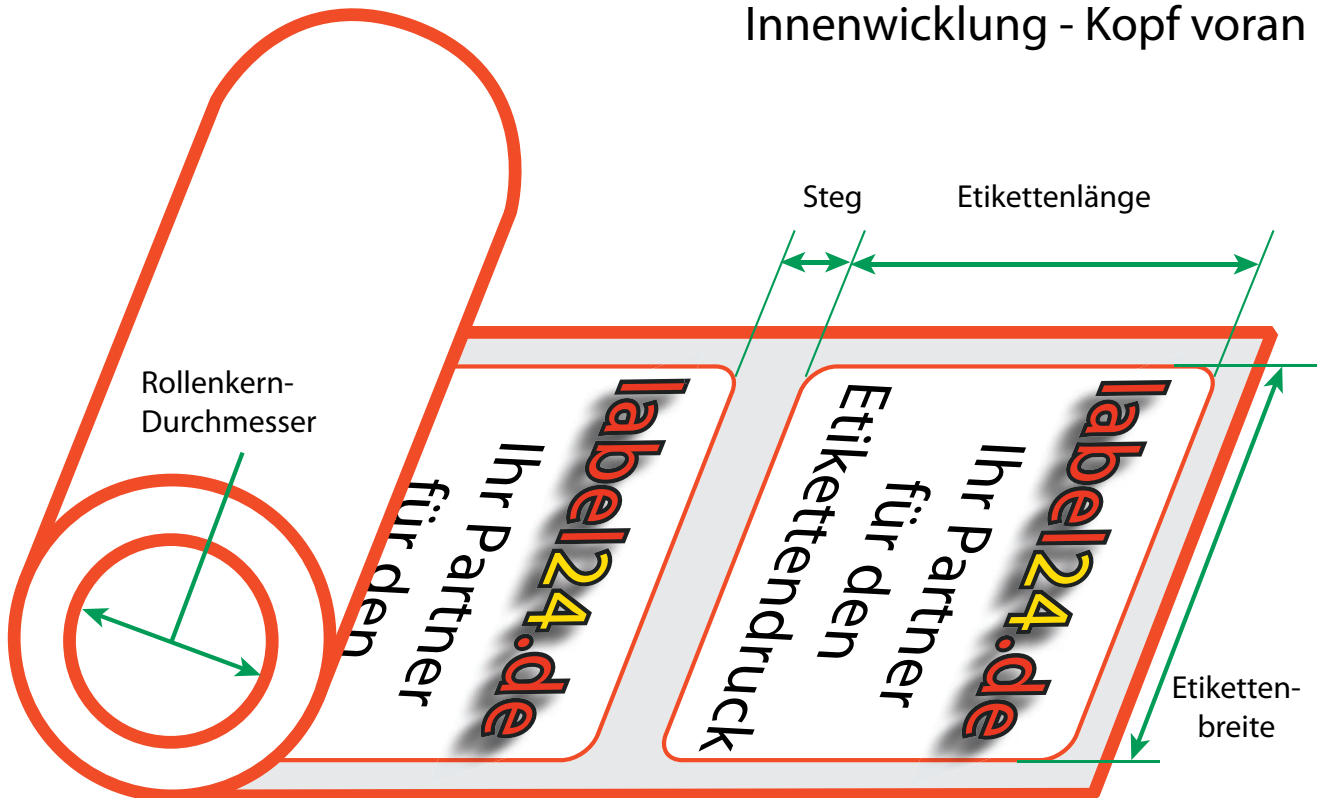 Innenwicklung - Kopf voran
Steg
Etikettenlänge
Rollenkern-
Durchmesser
label24.de
Ihr Partner
für den
label24.de
Ihr Partner
für den
Etikettendruck
Etiketten-
breite